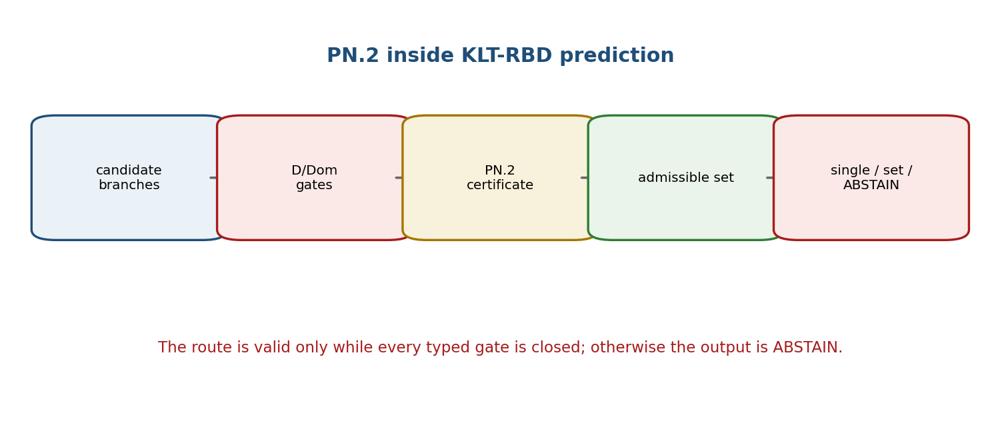 PN.2 inside KLT-RBD prediction
candidate
branches
D/Dom
gates
PN.2
certificate
admissible set
single / set /
ABSTAIN
The route is valid only while every typed gate is closed; otherwise the output is ABSTAIN.